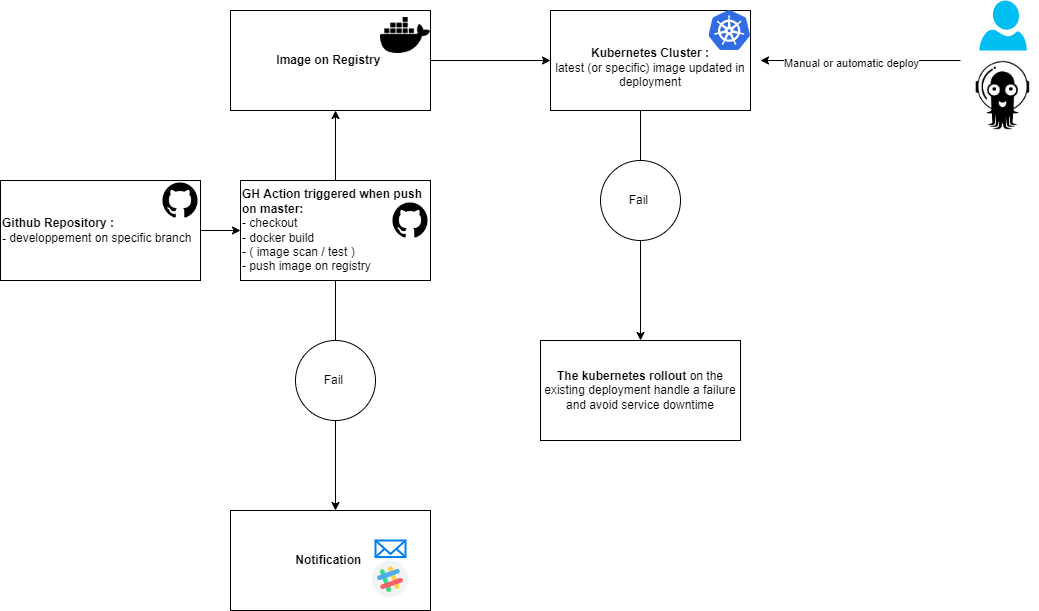 Image on Registry
Kubernetes Cluster :
latest (or specific) image updated in
deployment
Manual or automatic deploy
Github Repository :
- developpement on specific branch
GH Action triggered when push
on master:
- checkout
- docker build
- ( image scan / test )
- push image on registry
Fail
Fail
The kubernetes rollout on the
existing deployment handle a failure
and avoid service downtime
Notification